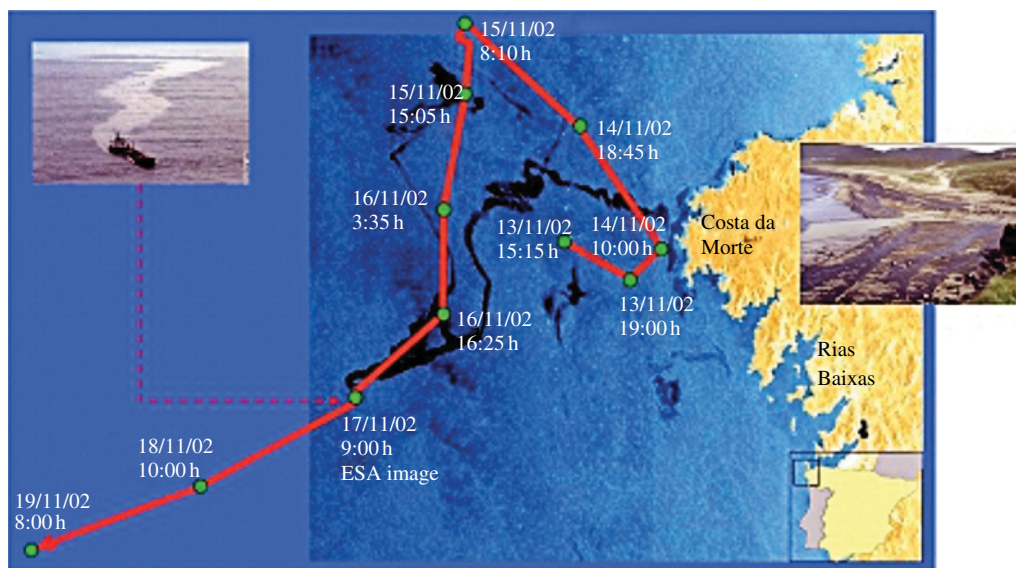 15/11/02
8:10 h
15/11/02
15:05 h
14/11/02
18:45 h
16/11/02
3:35 h
13/11/02
15:15 h
14/11/02
10:00 h
Costa da
Morte
13/11/02
19:00 h
16/11/02
16:25 h
Rias
Baixas
17/11/02
9:00 h
ESA image
18/11/02
10:00 h
19/11/02
8:00 h